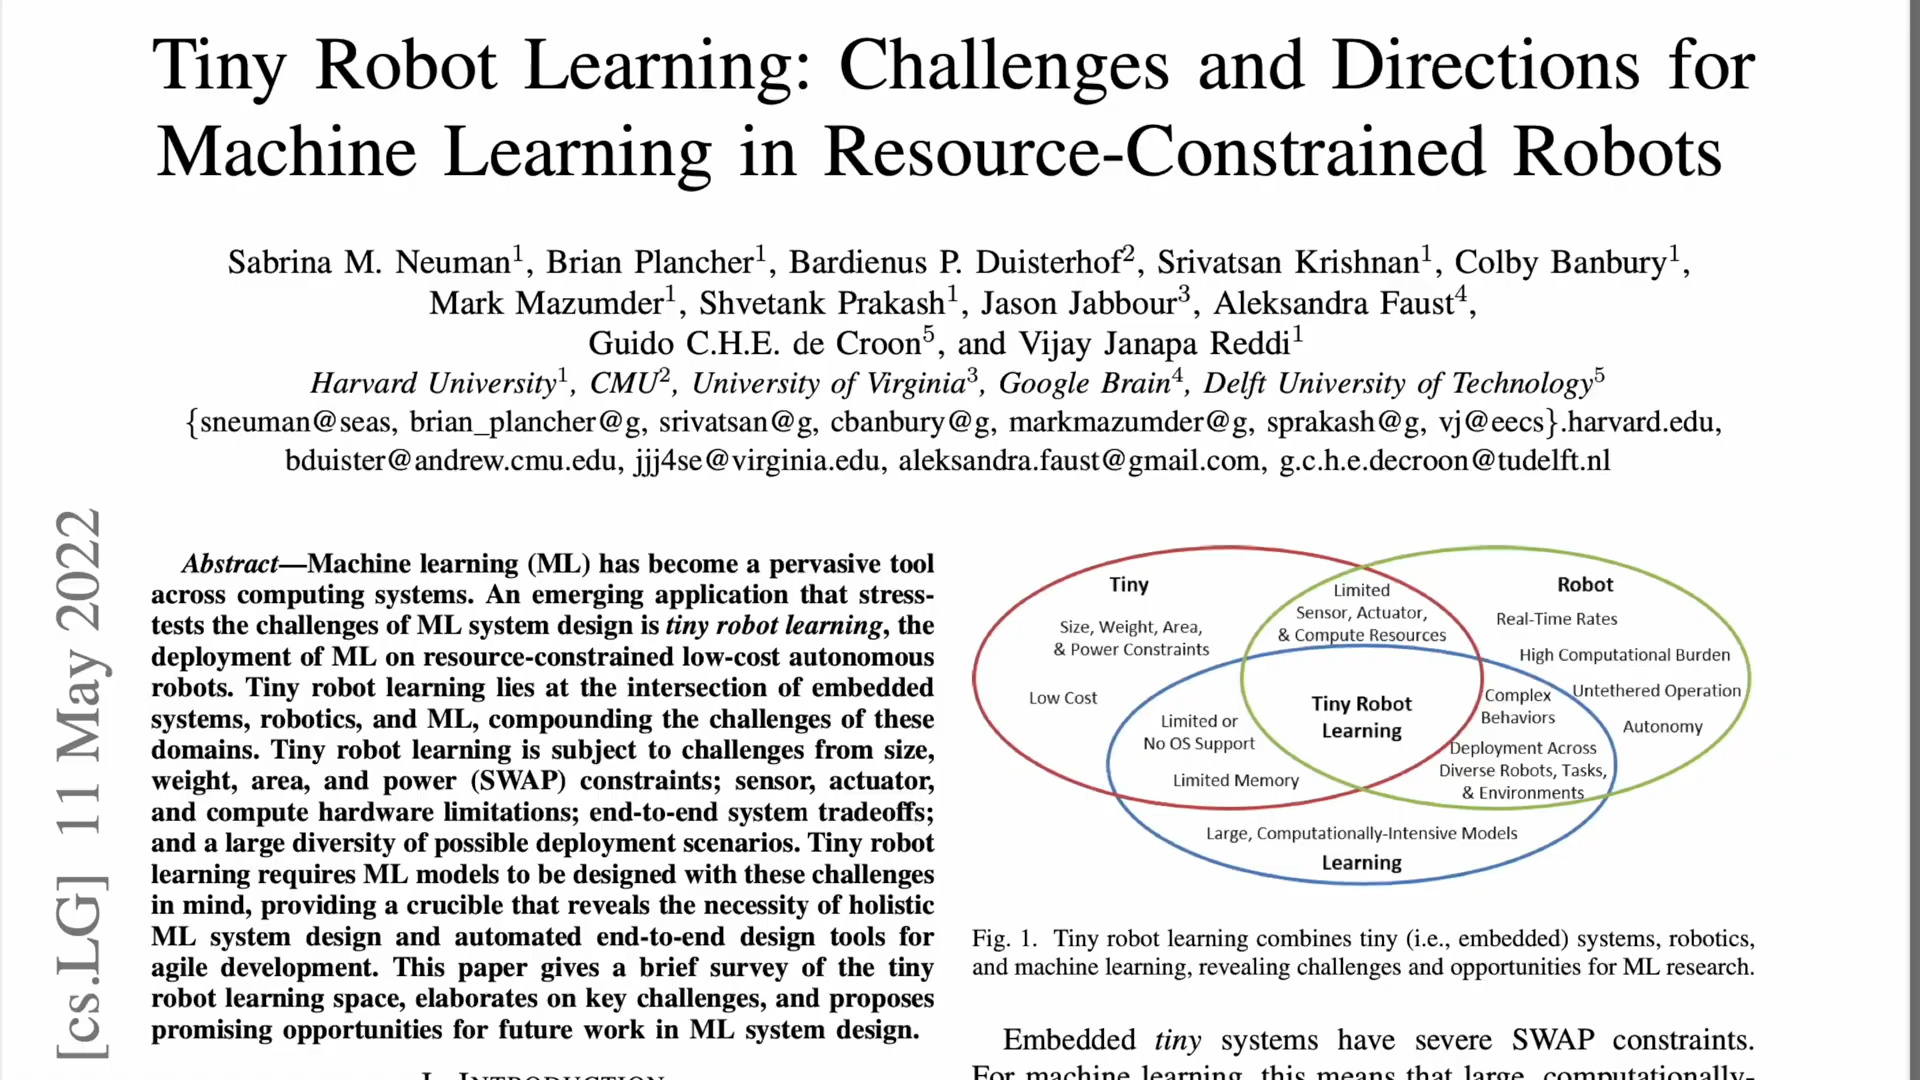 Tiny Robot Learning: Challenges and Directions for
Machine Learning in Resource-Constrained Robots
Sabrina M. Neuman1, Brian Plancher1, Bardienus P. Duisterhof2, Srivatsan Krishnan1, Colby Banbury1,
Mark Mazumder1, Shvetank Prakash1, Jason Jabbour3, Aleksandra Faust4,
Guido C.H.E. de Croon5, and Vijay Janapa Reddi1
Harvard University1, CMU2, University of Virginia3, Google Brain4, Delft University of Technology5
{sneuman@seas, brian_plancher@g, srivatsan@g, cbanbury@g, markmazumder@g, sprakash@g, vj@eecs}.harvard.edu,
bduister@andrew.cmu.edu, jjj4se@virginia.edu, aleksandra.faust@gmail.com, g.c.h.e.decroon@tudelft.nl
[cs.LG] 11 May 2022
Abstract—Machine learning (ML) has become a pervasive tool
across computing systems. An emerging application that stress-
tests the challenges of ML system design is tiny robot learning, the
deployment of ML on resource-constrained low-cost autonomous
robots. Tiny robot learning lies at the intersection of embedded
systems, robotics, and ML, compounding the challenges of these
domains. Tiny robot learning is subject to challenges from size,
weight, area, and power (SWAP) constraints; sensor, actuator,
and compute hardware limitations; end-to-end system tradeoffs;
and a large diversity of possible deployment scenarios. Tiny robot
learning requires ML models to be designed with these challenges
in mind, providing a crucible that reveals the necessity of holistic
ML system design and automated end-to-end design tools for
agile development. This paper gives a brief survey of the tiny
robot learning space, elaborates on key challenges, and proposes
promising opportunities for future work in ML system design.
I. INTRODUCTION
Tiny
Size, Weight, Area,
& Power Constraints
Low Cost
Limited
Sensor, Actuator,
& Compute Resources
Robot
Real-Time Rates
High Computational Burden
Untethered Operation
Autonomy
Limited or
No OS Support
Limited Memory
Tiny Robot
Learning
Complex
Behaviors
Deployment Across
Diverse Robots, Tasks,
& Environments
Large, Computationally-Intensive Models
Learning
Fig. 1. Tiny robot learning combines tiny (i.e., embedded) systems, robotics,
and machine learning, revealing challenges and opportunities for ML research.
Embedded tiny systems have severe SWAP constraints.
For machine learning, this means that large, computationally-